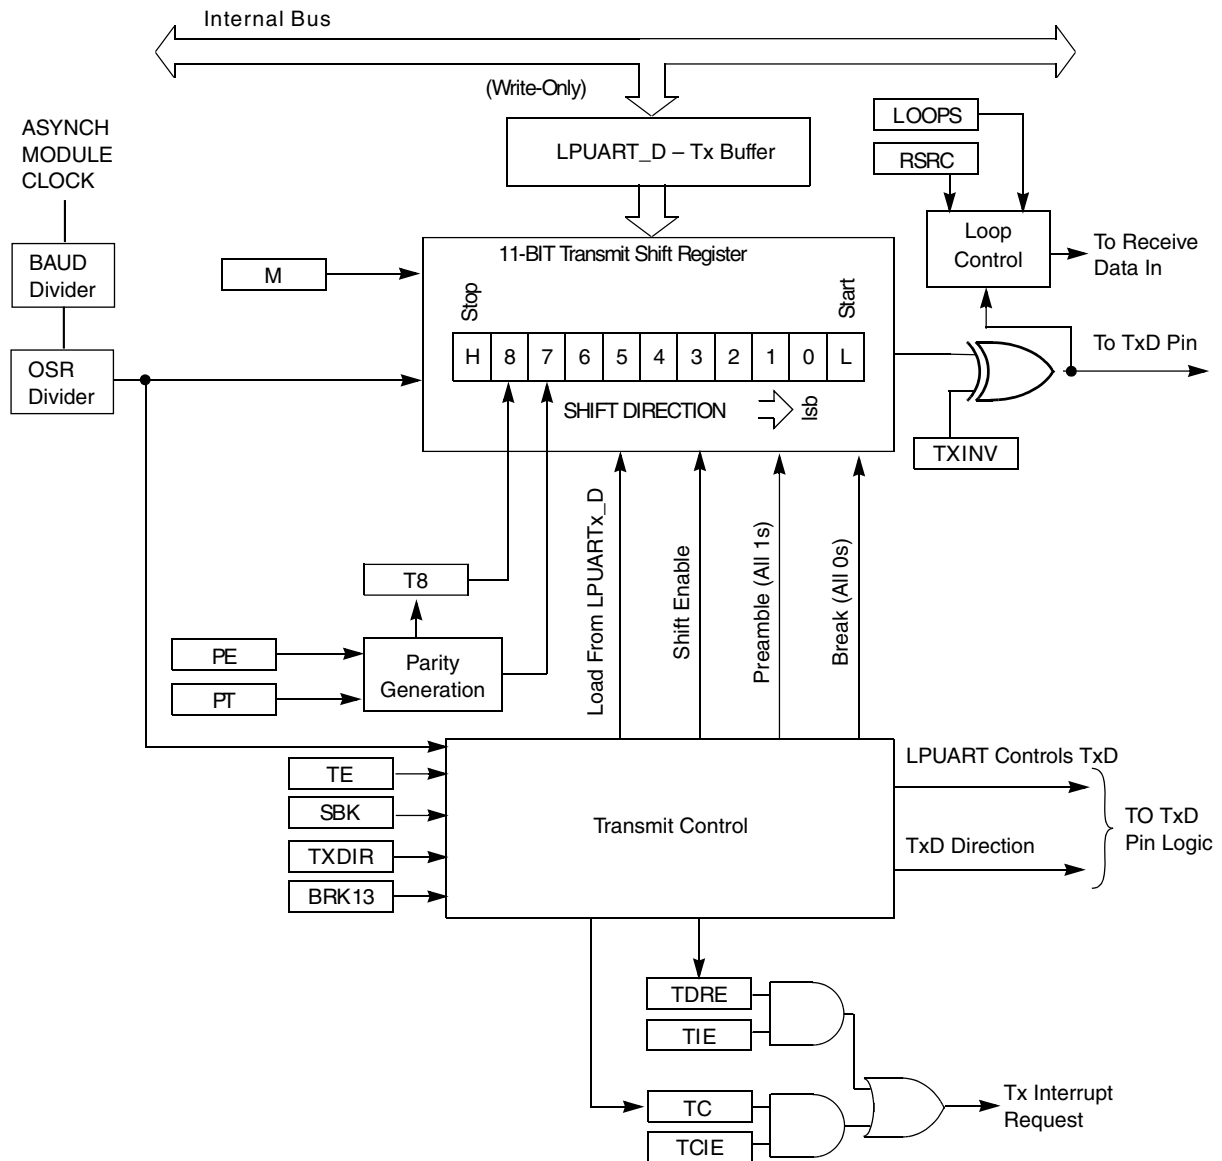 Internal Bus
(Write-Only)
ASYNCH
MODULE
CLOCK
LPUART_D – Tx Buffer
LOOPS
RSRC
Loop
Control
To Receive
Data In
BAUD
Divider
M
11-BIT Transmit Shift Register
Stop
Start
H 8 7 6 5 4 3 2 1 0 L
To TxD Pin
OSR
Divider
SHIFT DIRECTION
lsb
TXINV
Load From LPUARTx_D
Shift Enable
Preamble (All 1s)
Break (All 0s)
T8
PE
PT
Parity
Generation
LPUART Controls TxD
TE
SBK
TXDIR
BRK13
Transmit Control
TxD Direction
TO TxD
Pin Logic
TDRE
TIE
TC
TCIE
Tx Interrupt
Request